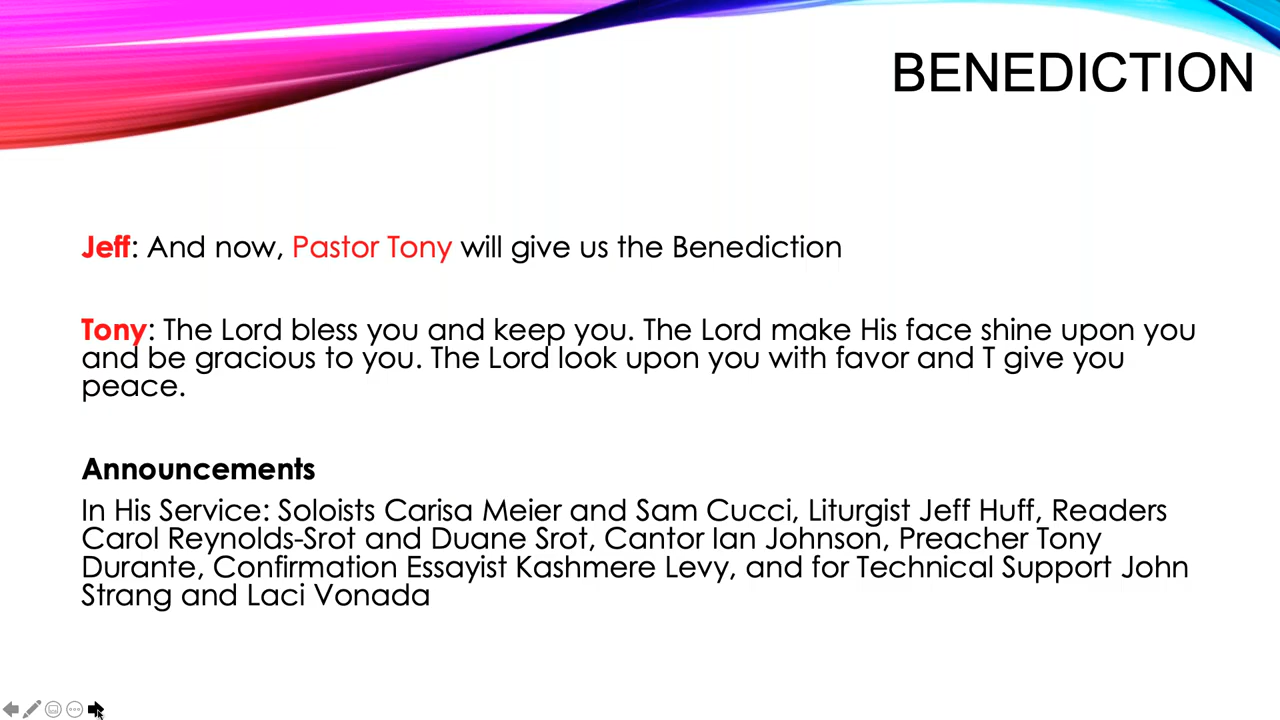 BENEDICTION
Jeff: And now, Pastor Tony will give us the Benediction
Tony: The Lord bless you and keep you. The Lord make His face shine upon you
and be gracious to you. The Lord look upon you with favor and T give you
peace.
Announcements
In His Service: Soloists Carisa Meier and Sam Cucci, Liturgist Jeff Huff, Readers
Carol Reynolds-Srot and Duane Srot, Cantor Ian Johnson, Preacher Tony
Durante, Confirmation Essayist Kashmere Levy, and for Technical Support John
Strang and Laci Vonada